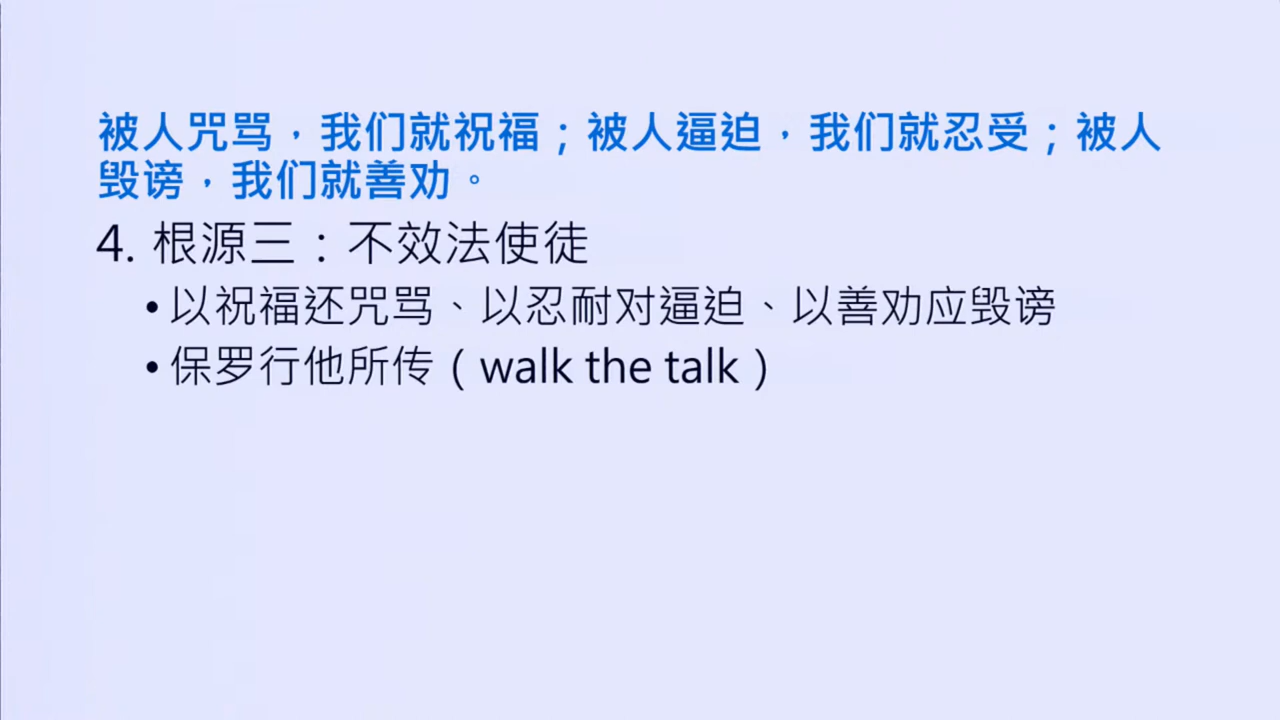 被人咒骂，我们就祝福；被人逼迫，我们就忍受；被人
毁谤，我们就善劝。
4. 根源三：不效法使徒
• 以祝福还咒骂、以忍耐对逼迫、以善劝应毁谤
• 保罗行他所传（walk the talk）